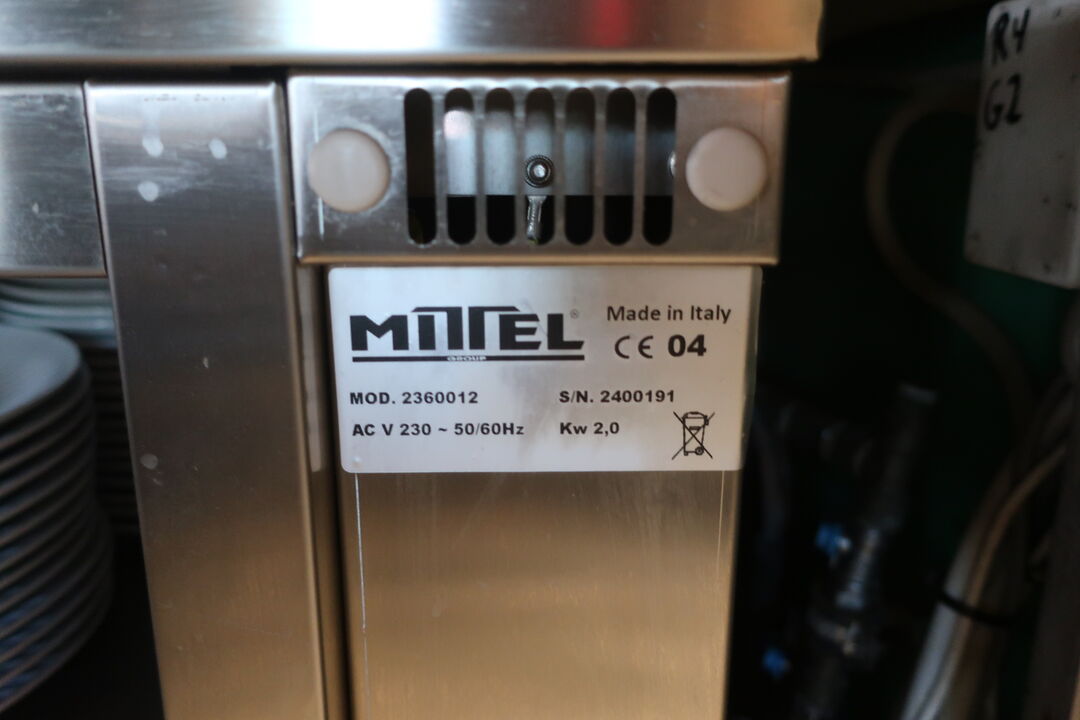 R4
G2
MITTEL®
GROUP
Made in Italy
CE 04
MOD. 2360012 S/N. 2400191
AC V 230 ~ 50/60Hz Kw 2,0